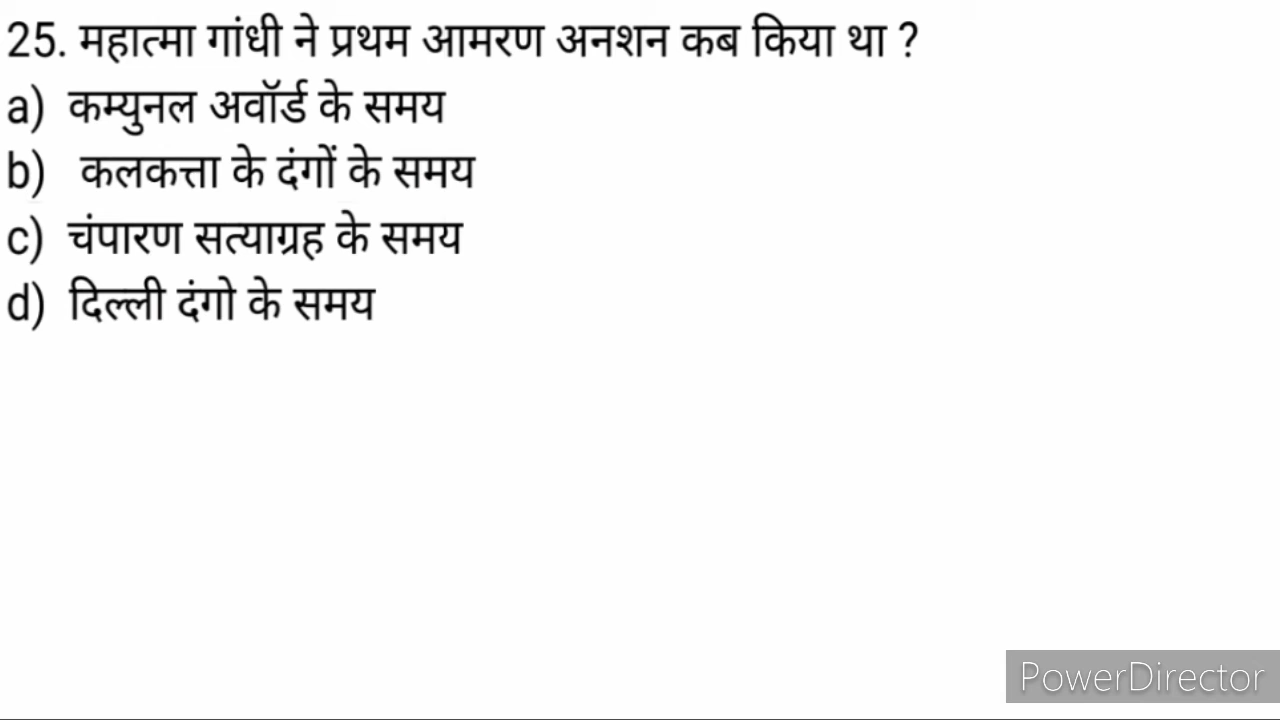 25. महात्मा गांधी ने प्रथम आमरण अनशन कब किया था ?
a) कम्युनल अवॉर्ड के समय
b) कलकत्ता के दंगों के समय
c) चंपारण सत्याग्रह के समय
d) दिल्ली दंगो के समय
PowerDirector